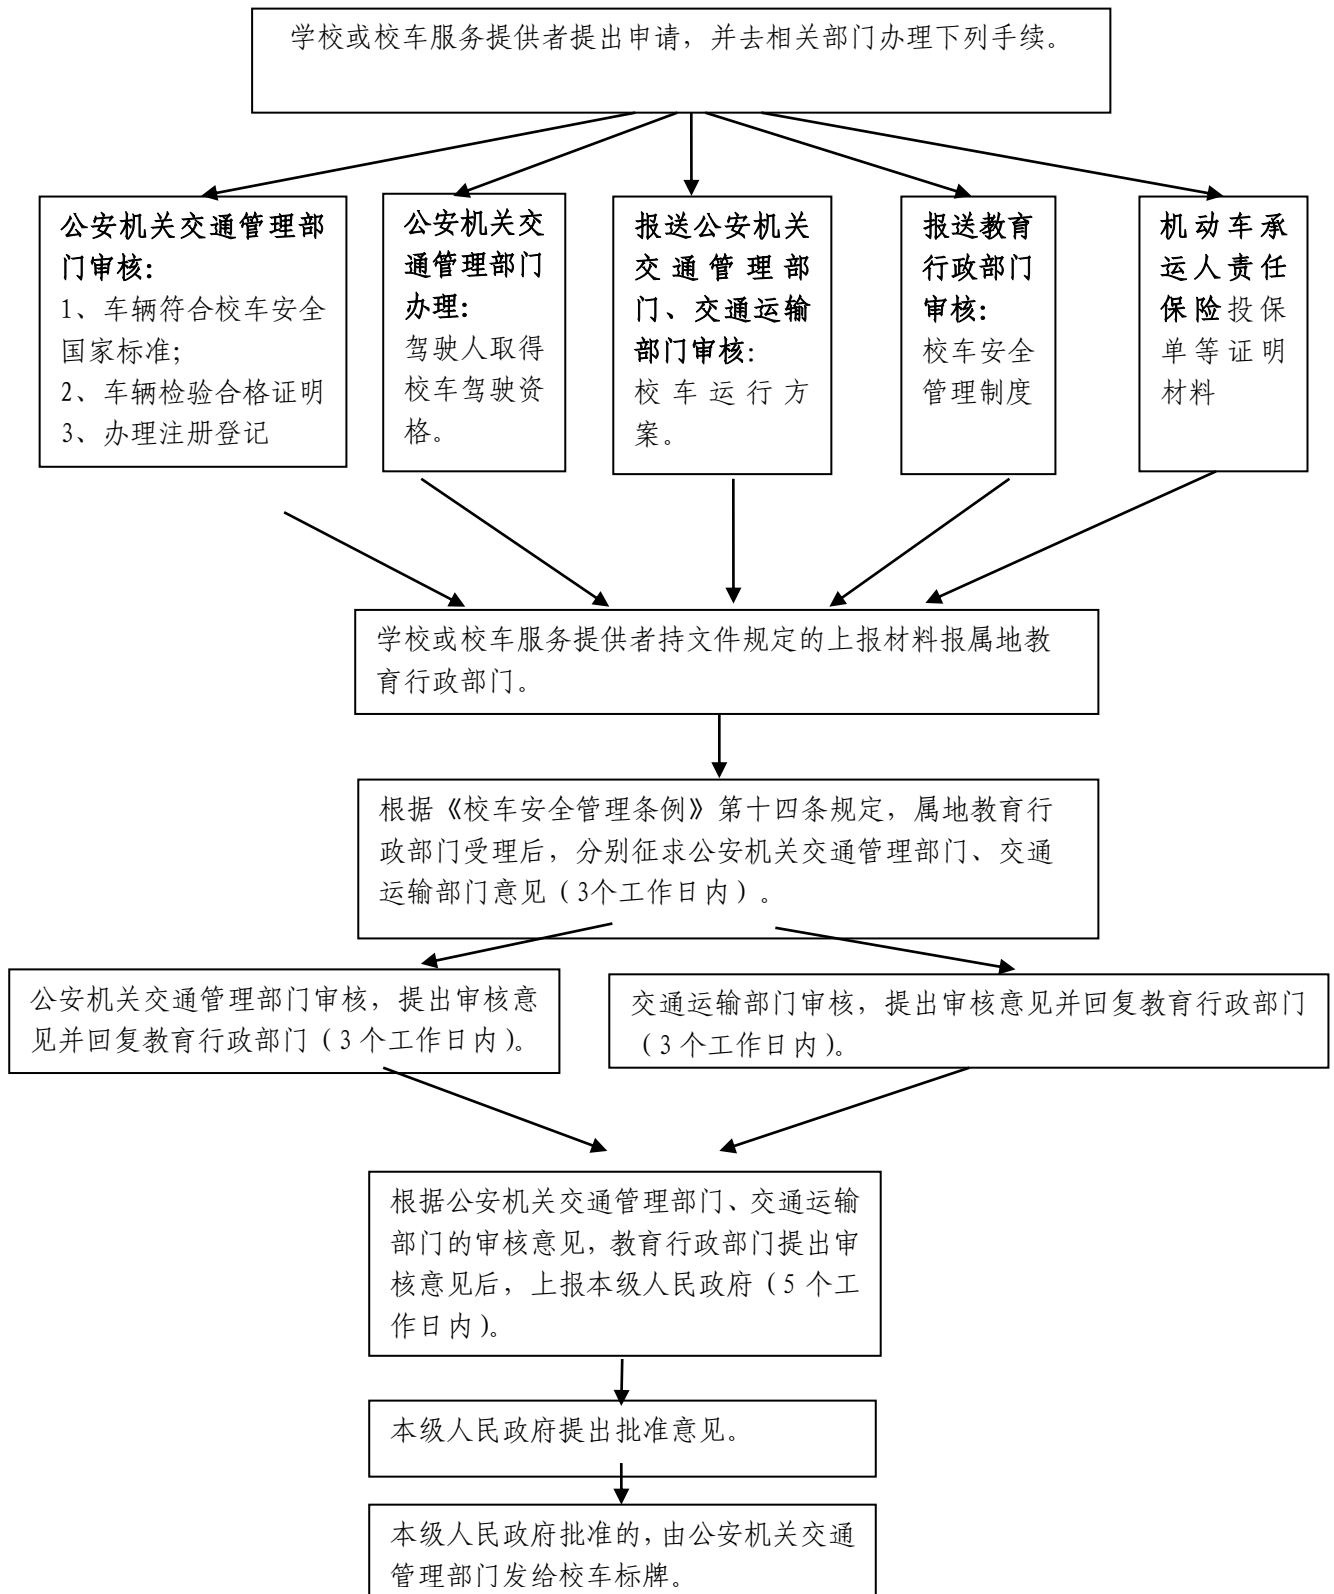 学校或校车服务提供者提出申请，并去相关部门办理下列手续。
公安机关交通管理部
门审核：
1、车辆符合校车安全
国家标准；
2、车辆检验合格证明
3、办理注册登记
公安机关交
通管理部门
办理：
驾驶人取得
校车驾驶资
格。
报送公安机关
交通管理部
门、交通运输
部门审核：
校车运行方
案。
报送教育
行政部门
审核：
校车安全
管理制度
机动车承
运人责任
保险投保
单等证明
材料
学校或校车服务提供者持文件规定的上报材料报属地教
育行政部门。
根据《校车安全管理条例》第十四条规定，属地教育行
政部门受理后，分别征求公安机关交通管理部门、交通
运输部门意见（3个工作日内）。
公安机关交通管理部门审核，提出审核意
见并回复教育行政部门（3 个工作日内）。
交通运输部门审核，提出审核意见并回复教育行政部门
（3 个工作日内）。
根据公安机关交通管理部门、交通运输
部门的审核意见，教育行政部门提出审
核意见后，上报本级人民政府（5 个工
作日内）。
本级人民政府提出批准意见。
本级人民政府批准的，由公安机关交通
管理部门发给校车标牌。